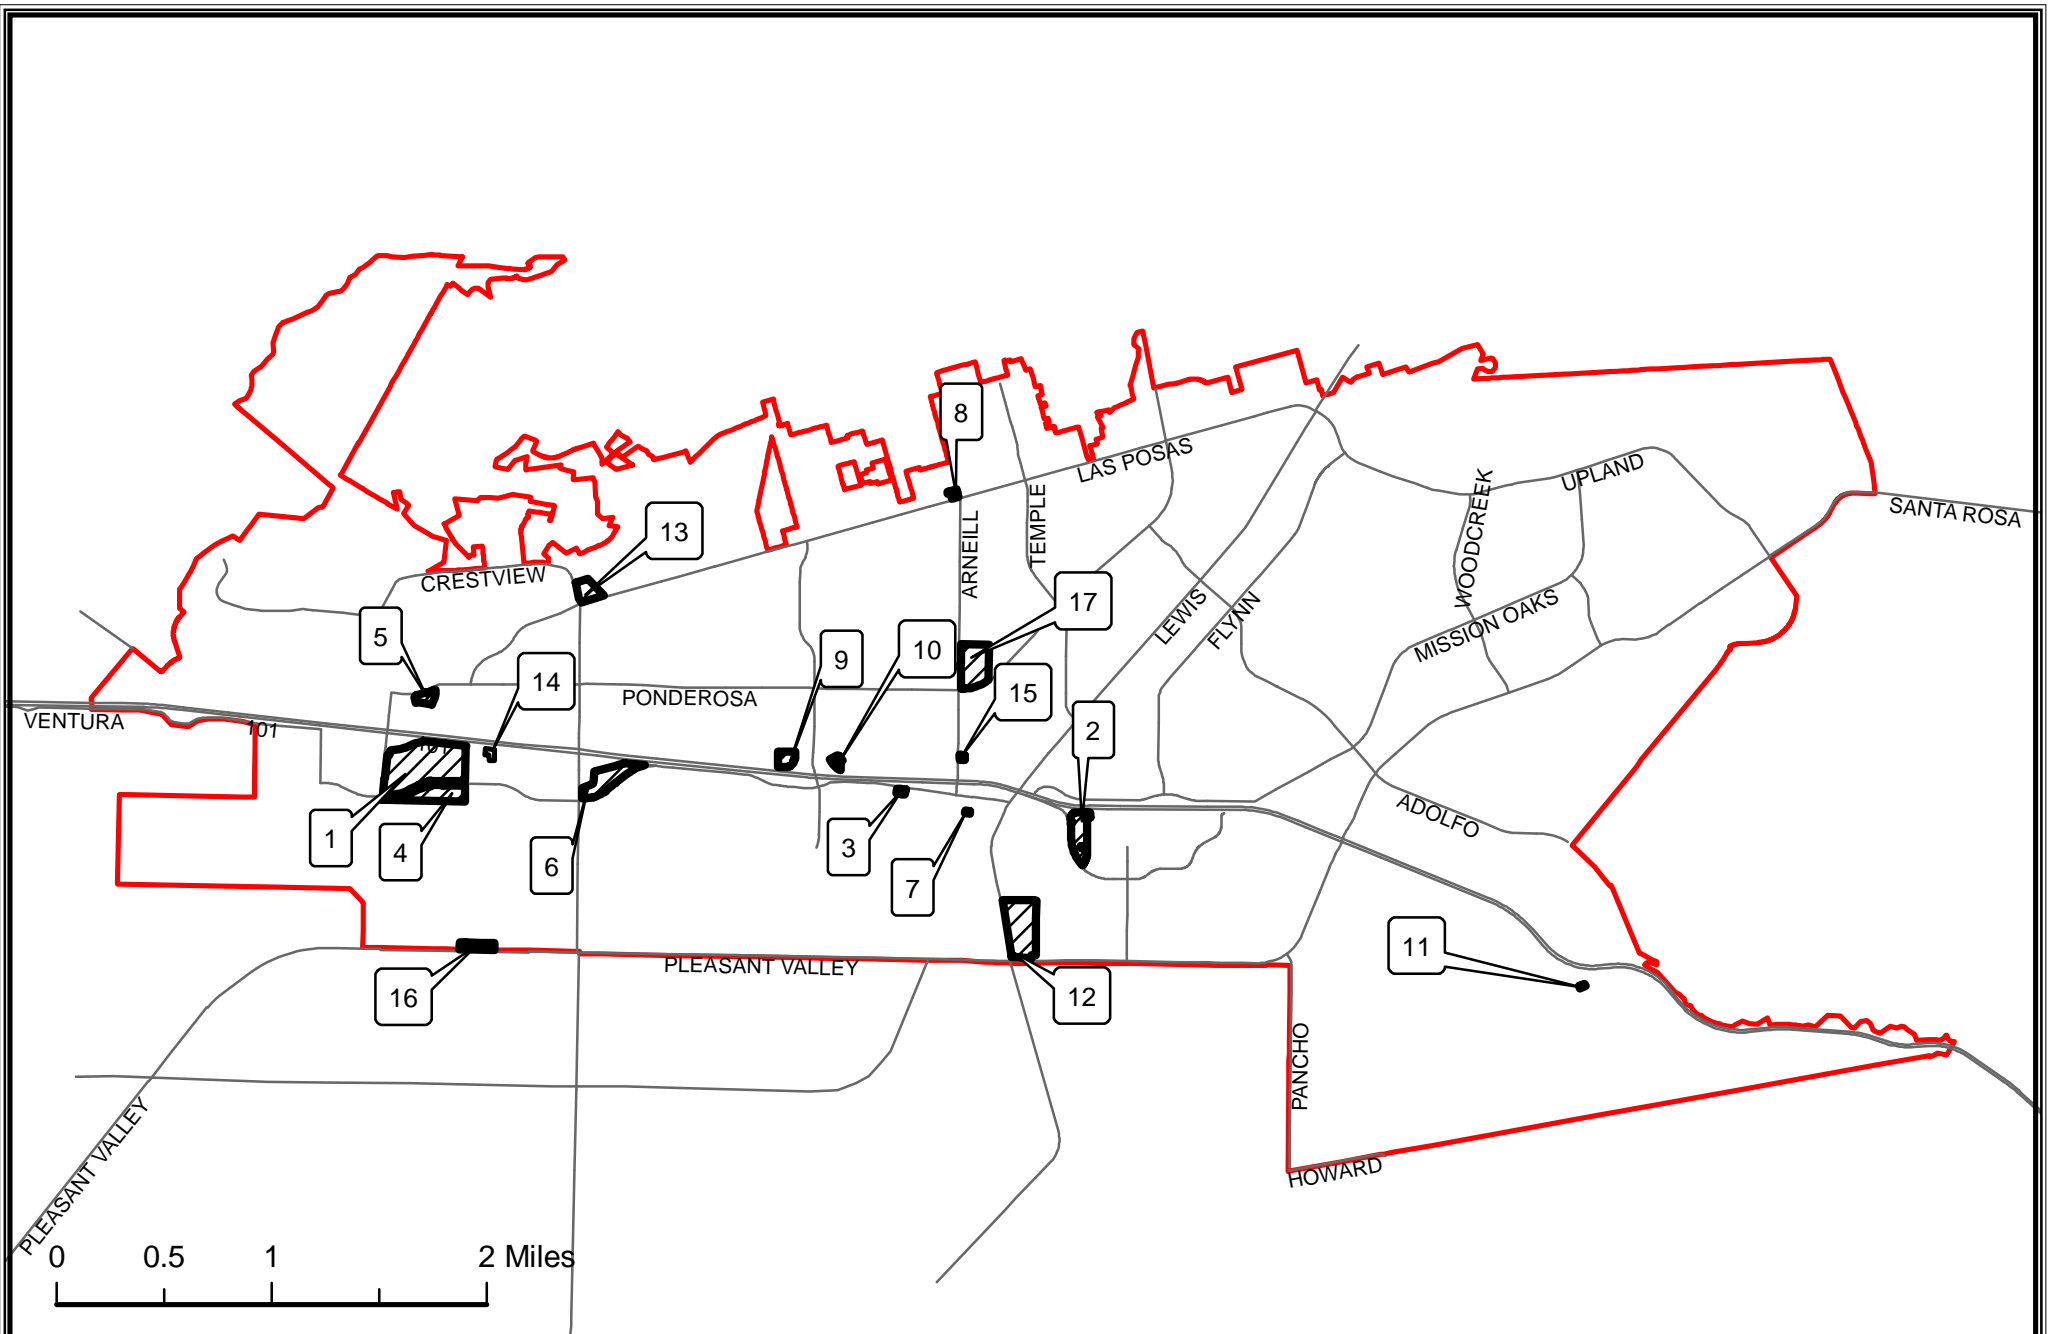 8
LAS POSAS
UPLAND
WOODCREEK
SANTA ROSA
13
TEMPLE
ARNEILL
CRESTVIEW
17
LEWIS
FLYNN
MISSION OAKS
5
9
10
14
PONDEROSA
15
VENTURA
101
101
2
1
4
6
3
7
ADOLFO
11
PLEASANT VALLEY
16
12
PANCHO
HOWARD
PLEASANT VALLEY
0 0.5 1 2 Miles